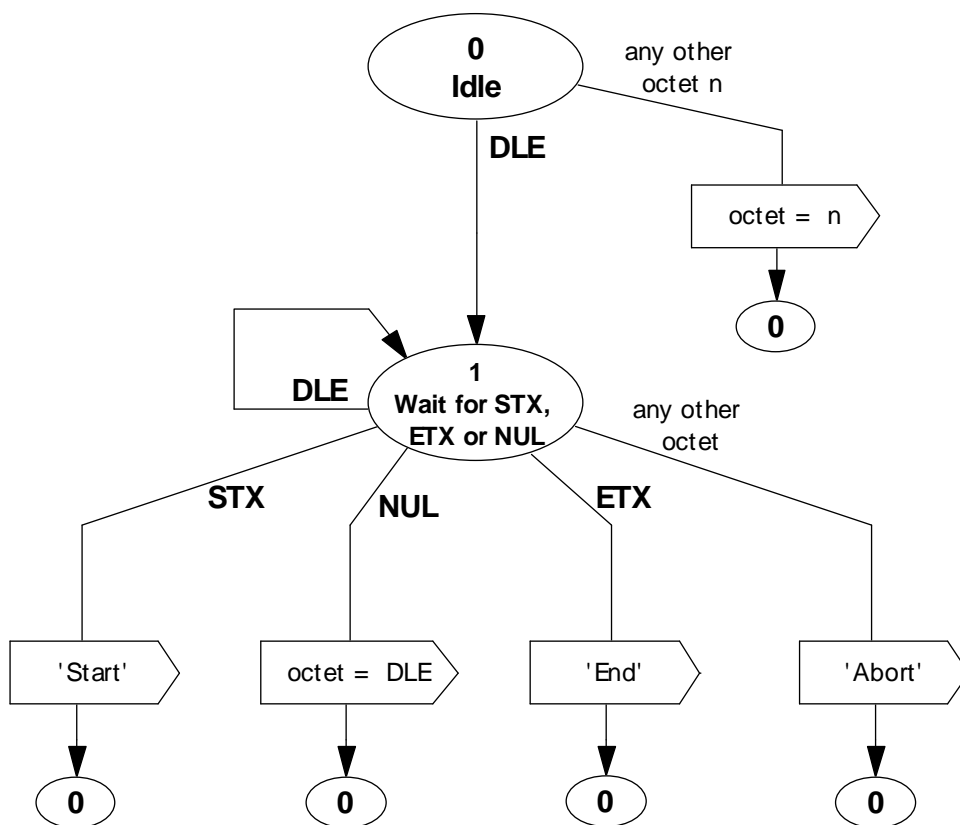 0
Idle
any other
octet n
DLE
octet = n
0
DLE
1
Wait for STX,
ETX or NUL
any other
octet
STX
NUL
ETX
'Start'
octet = DLE
'End'
'Abort'
0
0
0
0